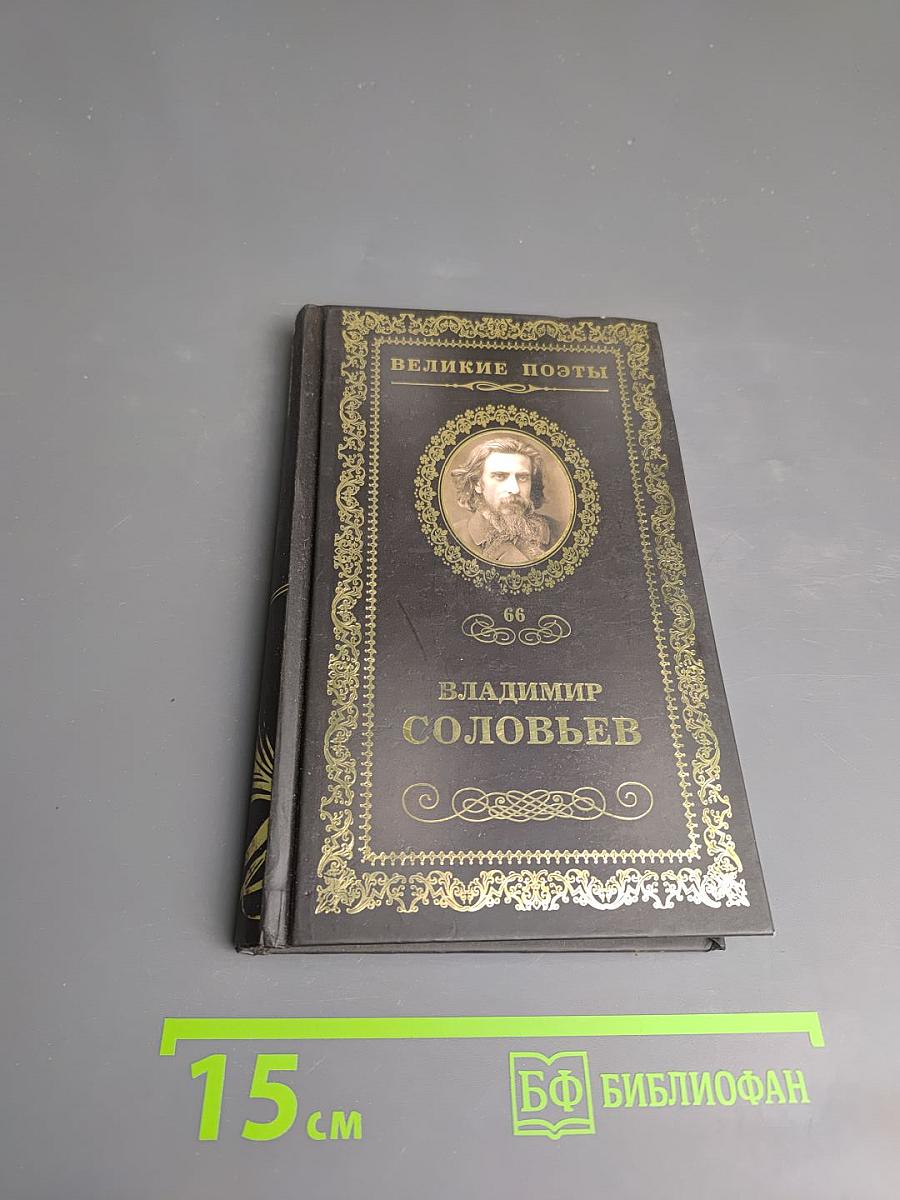 ВЕЛИКИЕ ПОЭТЫ
66
ВЛАДИМИР
СОЛОВЬЕВ
15 см
БФ БИБЛИОФАН